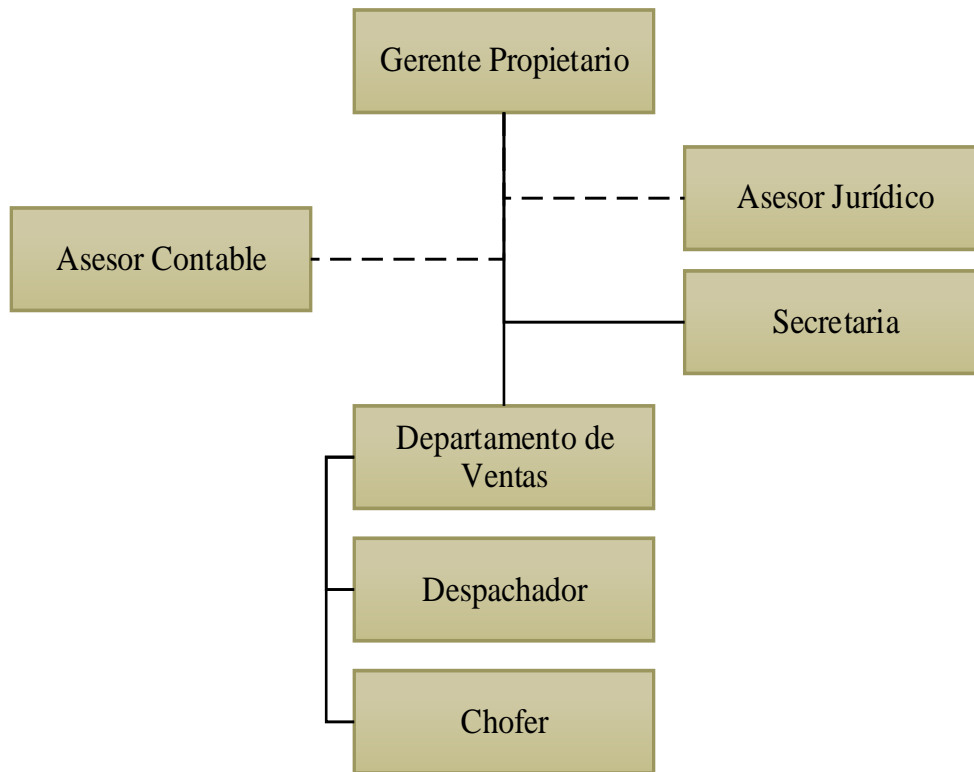 Gerente Propietario
Asesor Jurídico
Asesor Contable
Secretaria
Departamento de
Ventas
Despachador
Chofer